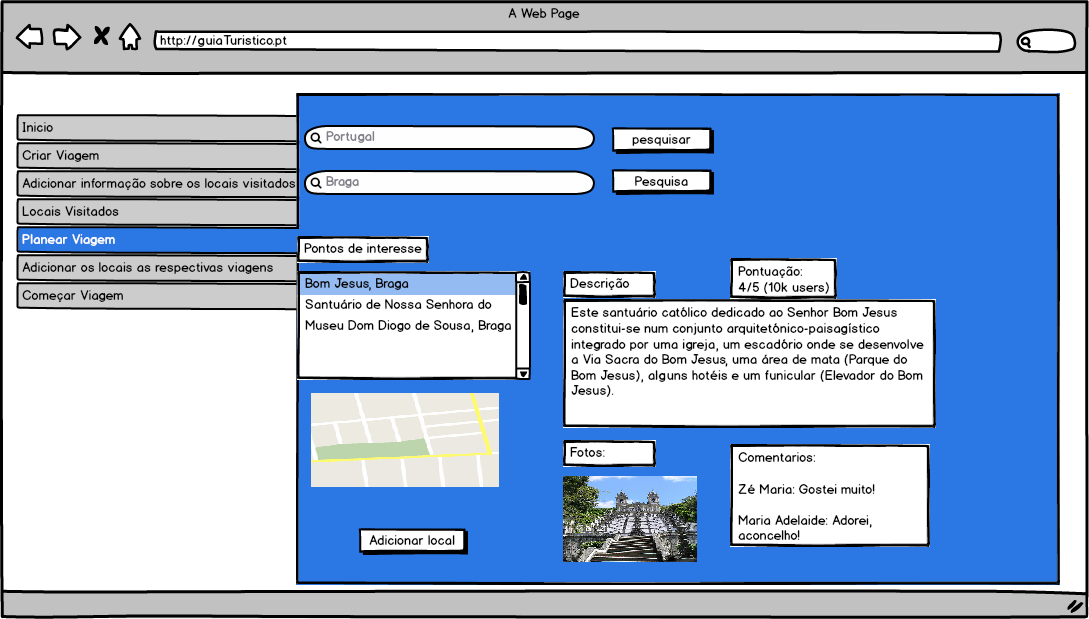 A Web Page
http://guiaTuristico.pt
Inicio
Criar Viagem
Adicionar informação sobre os locais visitados
Locais Visitados
Planear Viagem
Adicionar os locais as respectivas viagens
Começar Viagem
Portugal
pesquisar
Braga
Pesquisa
Pontos de interesse
Bom Jesus, Braga
Santuário de Nossa Senhora do
Museu Dom Diogo de Sousa, Braga
Adicionar local
Descrição
Pontuação:
4/5 (10k users)
Este santuário católico dedicado ao Senhor Bom Jesus
constitui-se num conjunto arquitetónico-paisagístico
integrado por uma igreja, um escadório onde se desenvolve
a Via Sacra do Bom Jesus, uma área de mata (Parque do
Bom Jesus), alguns hotéis e um funicular (Elevador do Bom
Jesus).
Fotos:
Comentarios:
Zé Maria: Gostei muito!
Maria Adelaide: Adorei,
aconcelho!